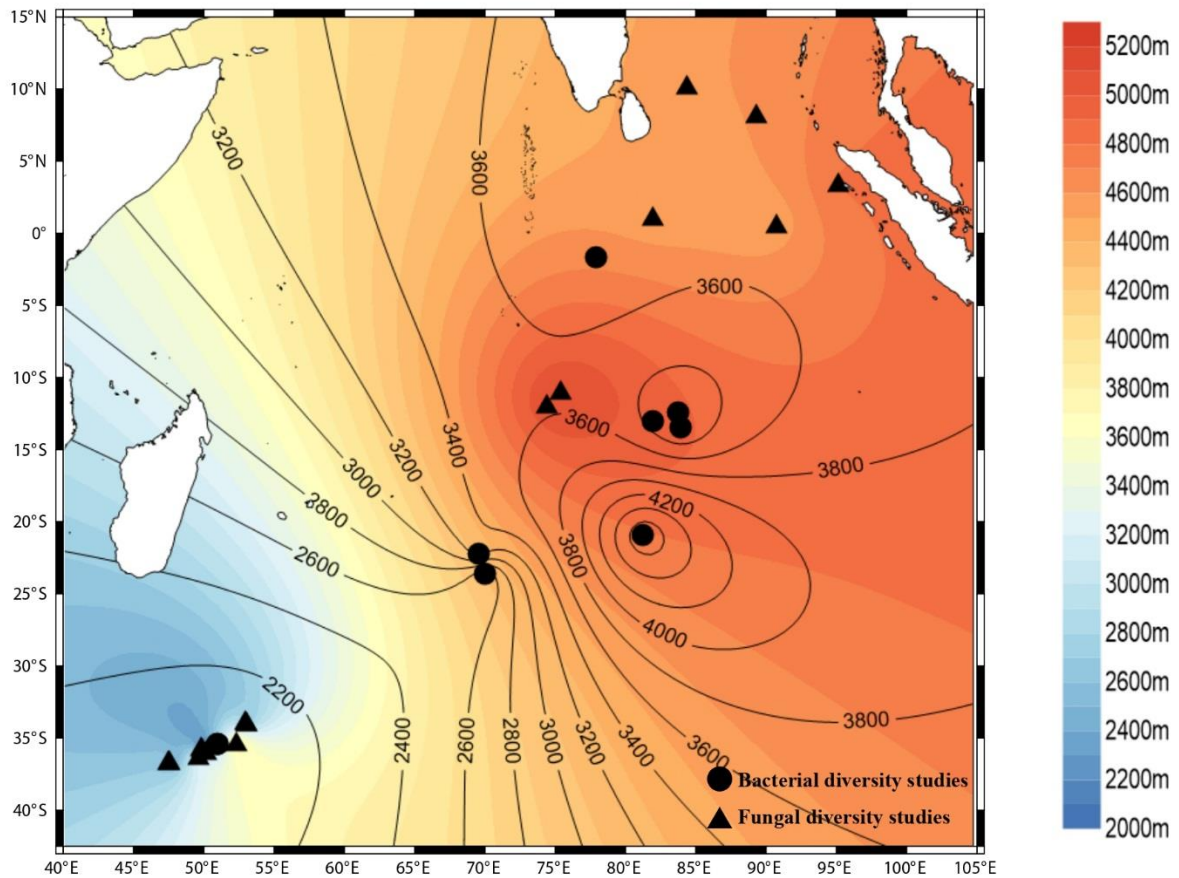 15°N
10°N
5°N
0°
5°S
10°S
15°S
20°S
25°S
30°S
35°S
40°S
40°E 45°E 50°E 55°E 60°E 65°E 70°E 75°E 80°E 85°E 90°E 95°E 100°E 105°E
3200
3600
3600
3600
3400
3200
3000
2800
2600
3800
4200
3800
4000
3800
2200
2400
2600
2800
3000
3200
3400
3600
Bacterial diversity studies
Fungal diversity studies
5200m
5000m
4800m
4600m
4400m
4200m
4000m
3800m
3600m
3400m
3200m
3000m
2800m
2600m
2400m
2200m
2000m